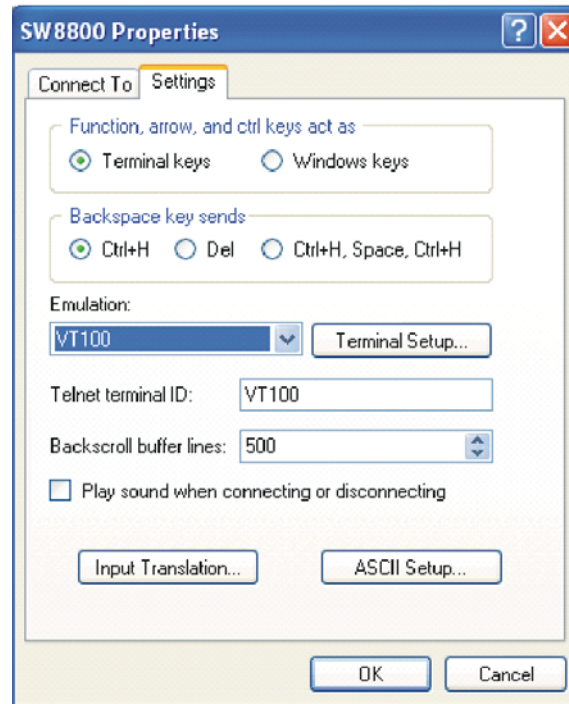 SW8800 Properties
Connect To Settings
Function, arrow, and ctrl keys act as
Terminal keys Windows keys
Backspace key sends
Ctrl+H Del Ctrl+H, Space, Ctrl+H
Emulation:
VT100 Terminal Setup...
Telnet terminal ID: VT100
Backscroll buffer lines: 500
Play sound when connecting or disconnecting
Input Translation... ASCII Setup...
OK Cancel